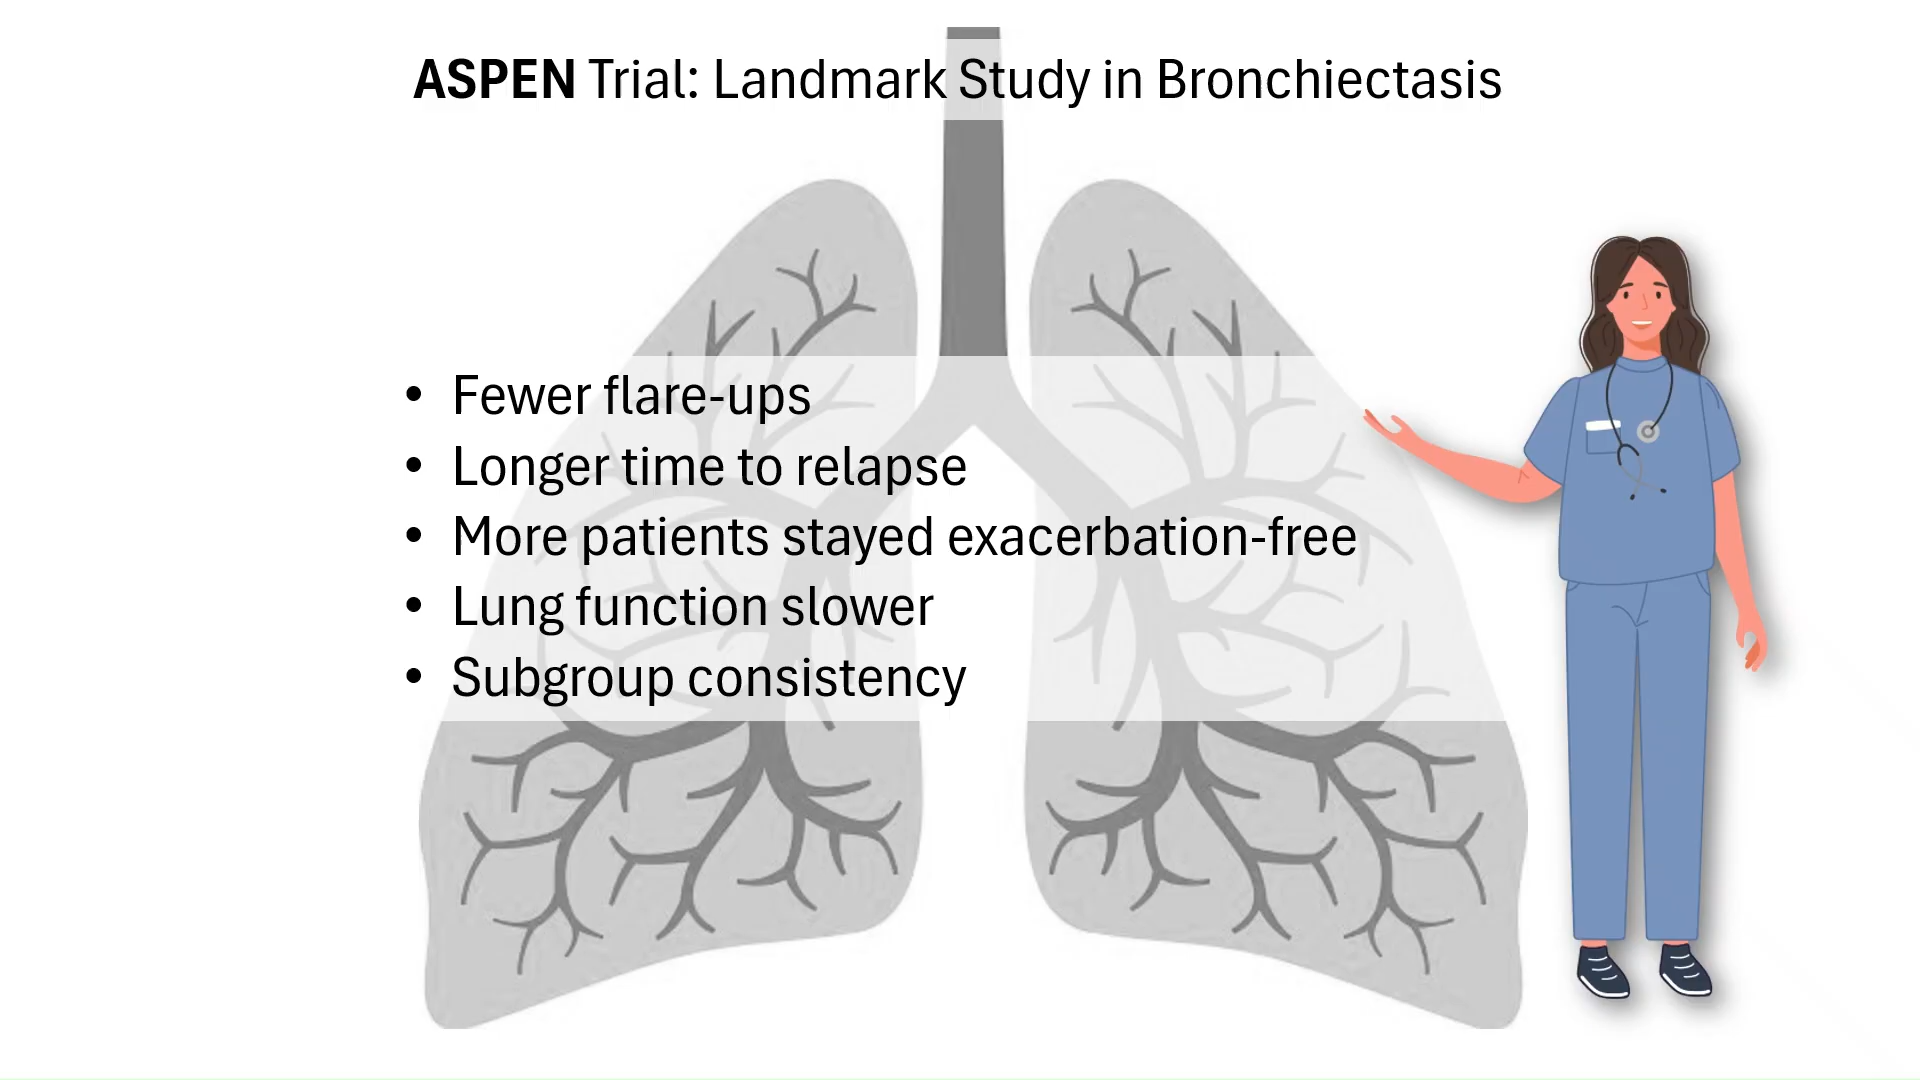 ASPEN Trial: Landmark Study in Bronchiectasis
• Fewer flare-ups
• Longer time to relapse
• More patients stayed exacerbation-free
• Lung function slower
• Subgroup consistency